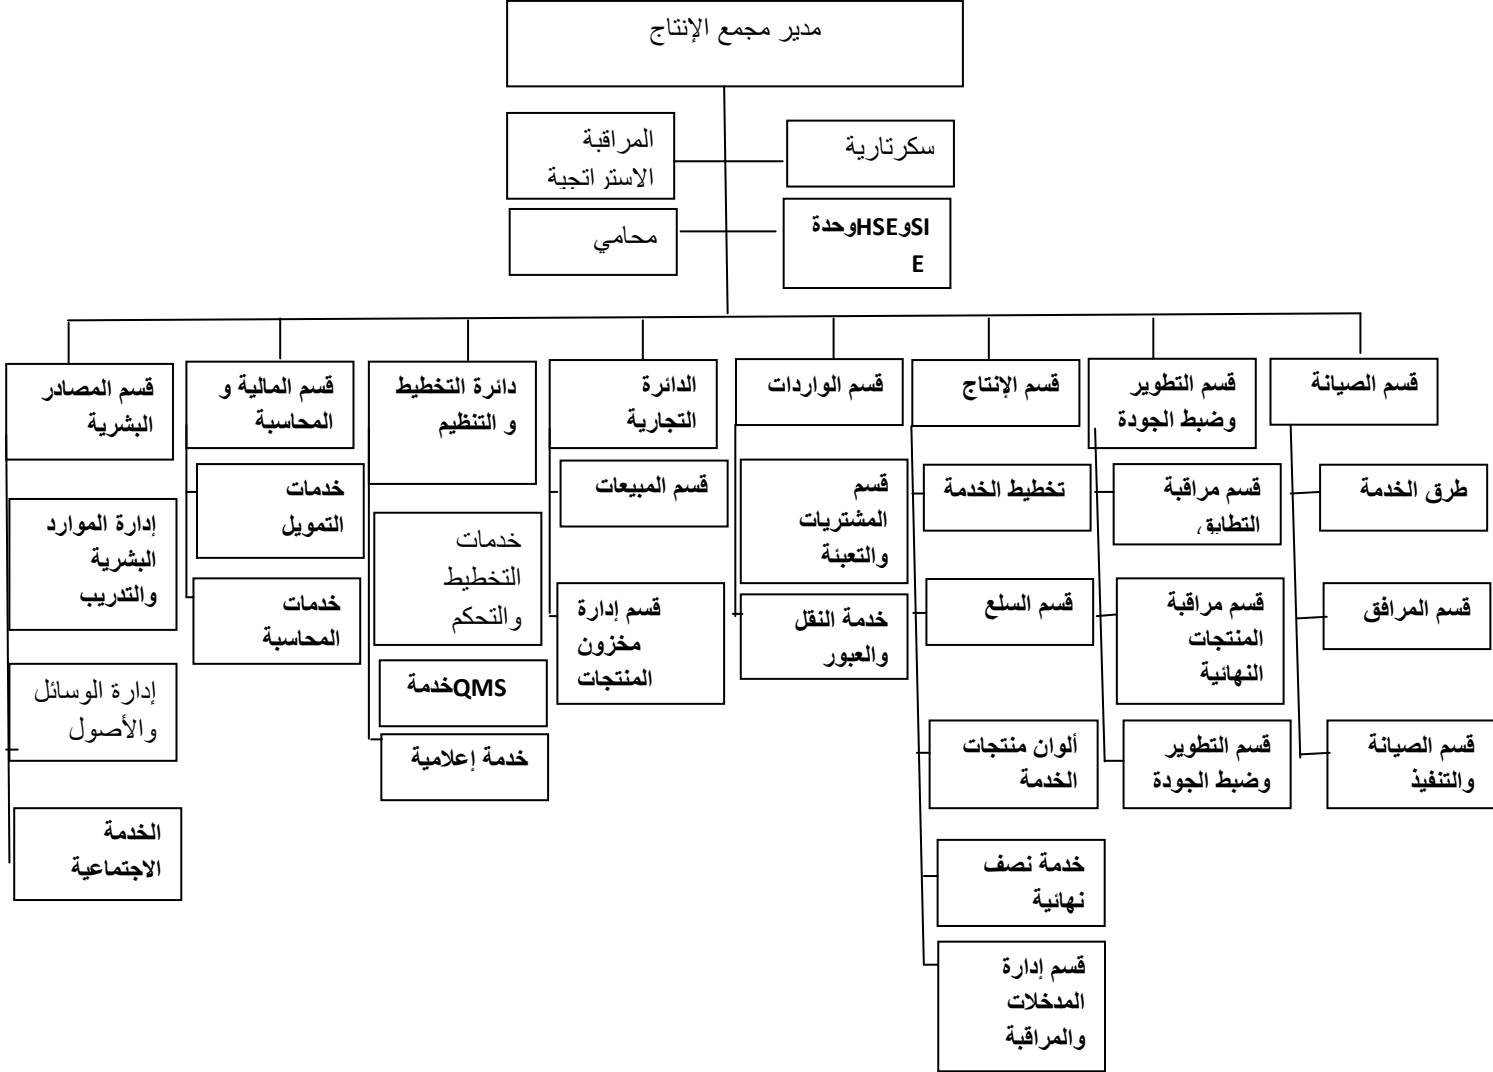 مدير مجمع الإنتاج
سكرتارية
المراقبة
الاستراتجية
وحدةHSEوSI
E
محامي
قسم الصيانة
قسم التطوير
وضبط الجودة
قسم الإنتاج
قسم الواردات
الدائرة
التجارية
دائرة التخطيط
و التنظيم
قسم المالية و
المحاسبة
قسم المصادر
البشرية
طرق الخدمة
قسم المرافق
قسم الصيانة
والتنفيذ
قسم مراقبة
التطابق
قسم مراقبة
المنتجات
النهائية
قسم التطوير
وضبط الجودة
تخطيط الخدمة
قسم السلع
ألوان منتجات
الخدمة
خدمة نصف
نهائية
قسم إدارة
المدخلات
والمراقبة
قسم
المشتريات
والتعبئة
خدمة النقل
والعبور
قسم المبيعات
قسم إدارة
مخزون
المنتجات
خدمات
التخطيط
والتحكم
خدمةQMS
خدمة إعلامية
خدمات
التمويل
خدمات
المحاسبة
إدارة الموارد
البشرية
والتدريب
إدارة الوسائل
والأصول
الخدمة
الاجتماعية